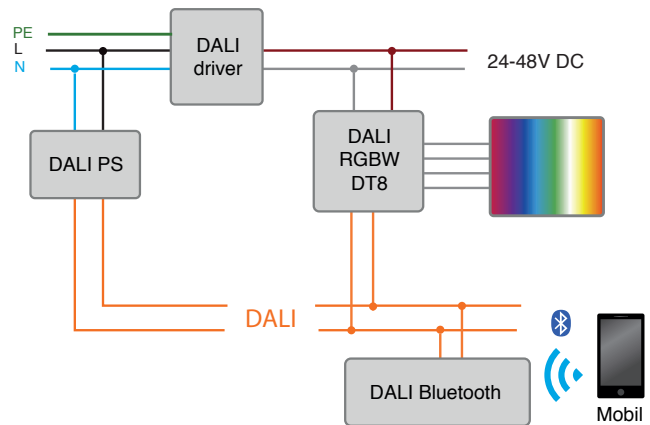 PE
L
N
DALI
driver
24-48V DC
DALI PS
DALI
RGBW
DT8
DALI
DALI Bluetooth
Mobil